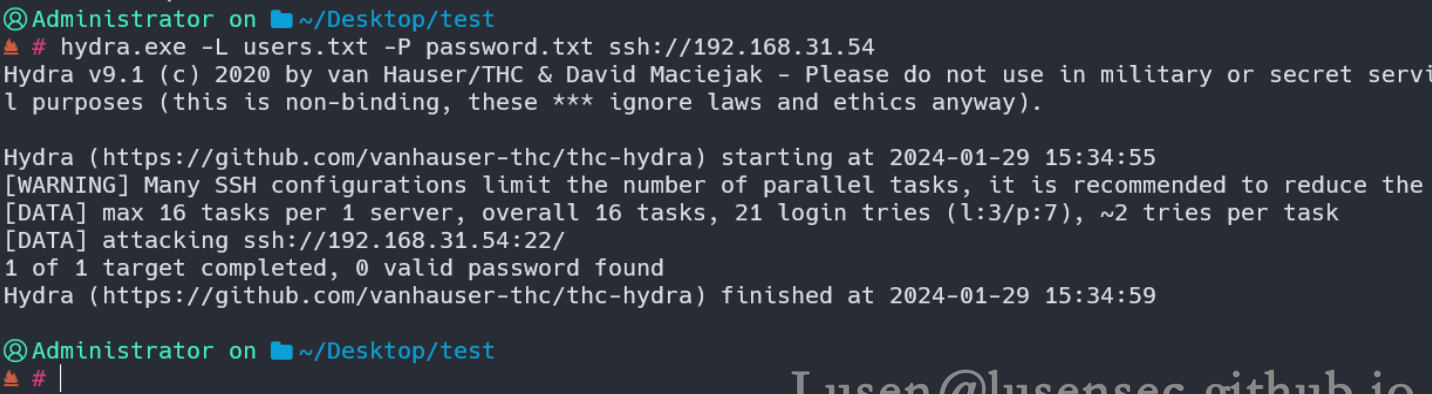 Administrator on ~/Desktop/test
# hydra.exe -L users.txt -P password.txt ssh://192.168.31.54
Hydra v9.1 (c) 2020 by van Hauser/THC & David Maciejak - Please do not use in military or secret servi
l purposes (this is non-binding, these *** ignore laws and ethics anyway).
Hydra (https://github.com/vanhauser-thc/thc-hydra) starting at 2024-01-29 15:34:55
[WARNING] Many SSH configurations limit the number of parallel tasks, it is recommended to reduce the
[DATA] max 16 tasks per 1 server, overall 16 tasks, 21 login tries (l:3/p:7), ~2 tries per task
[DATA] attacking ssh://192.168.31.54:22/
1 of 1 target completed, 0 valid password found
Hydra (https://github.com/vanhauser-thc/thc-hydra) finished at 2024-01-29 15:34:59
Administrator on ~/Desktop/test
#
Lusen@lusensec.github.io